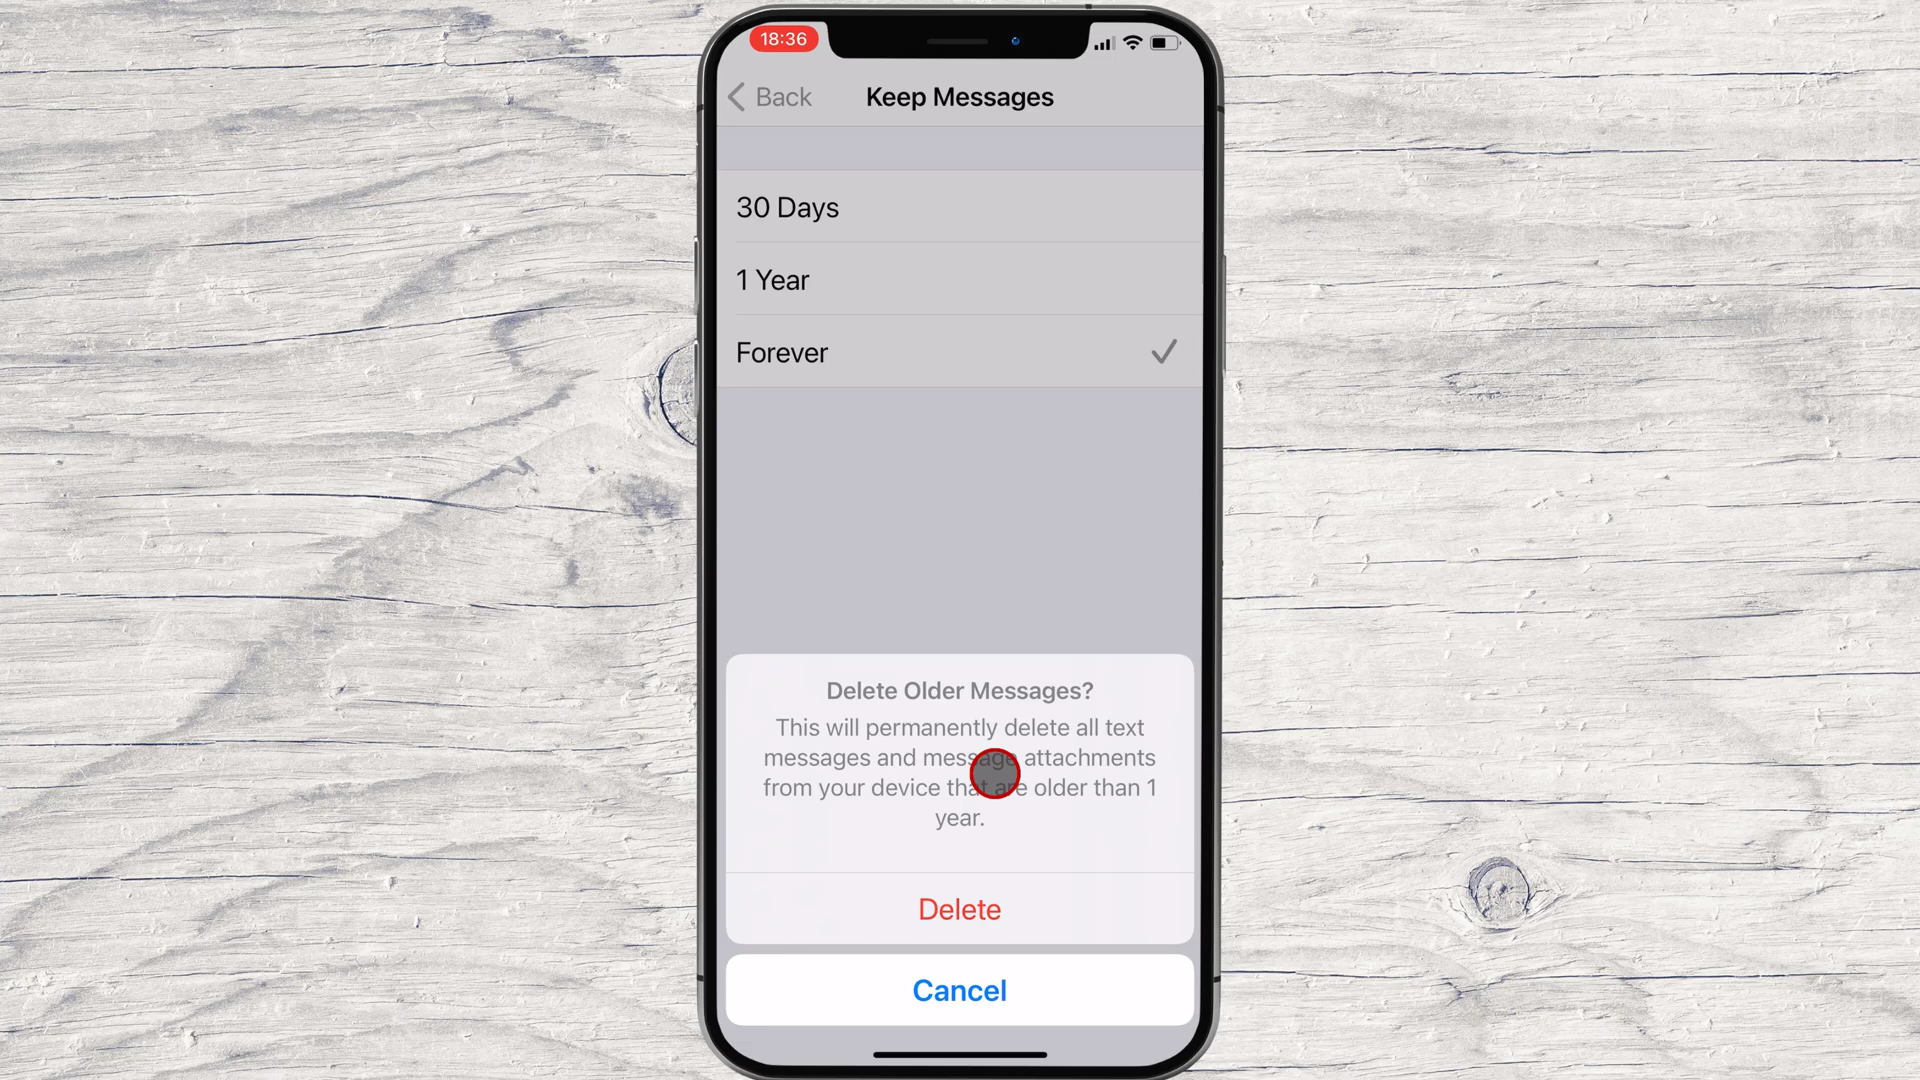 18:36
Back
Keep Messages
30 Days
1 Year
Forever
Delete Older Messages?
This will permanently delete all text
messages and message attachments
from your device that are older than 1
year.
Delete
Cancel